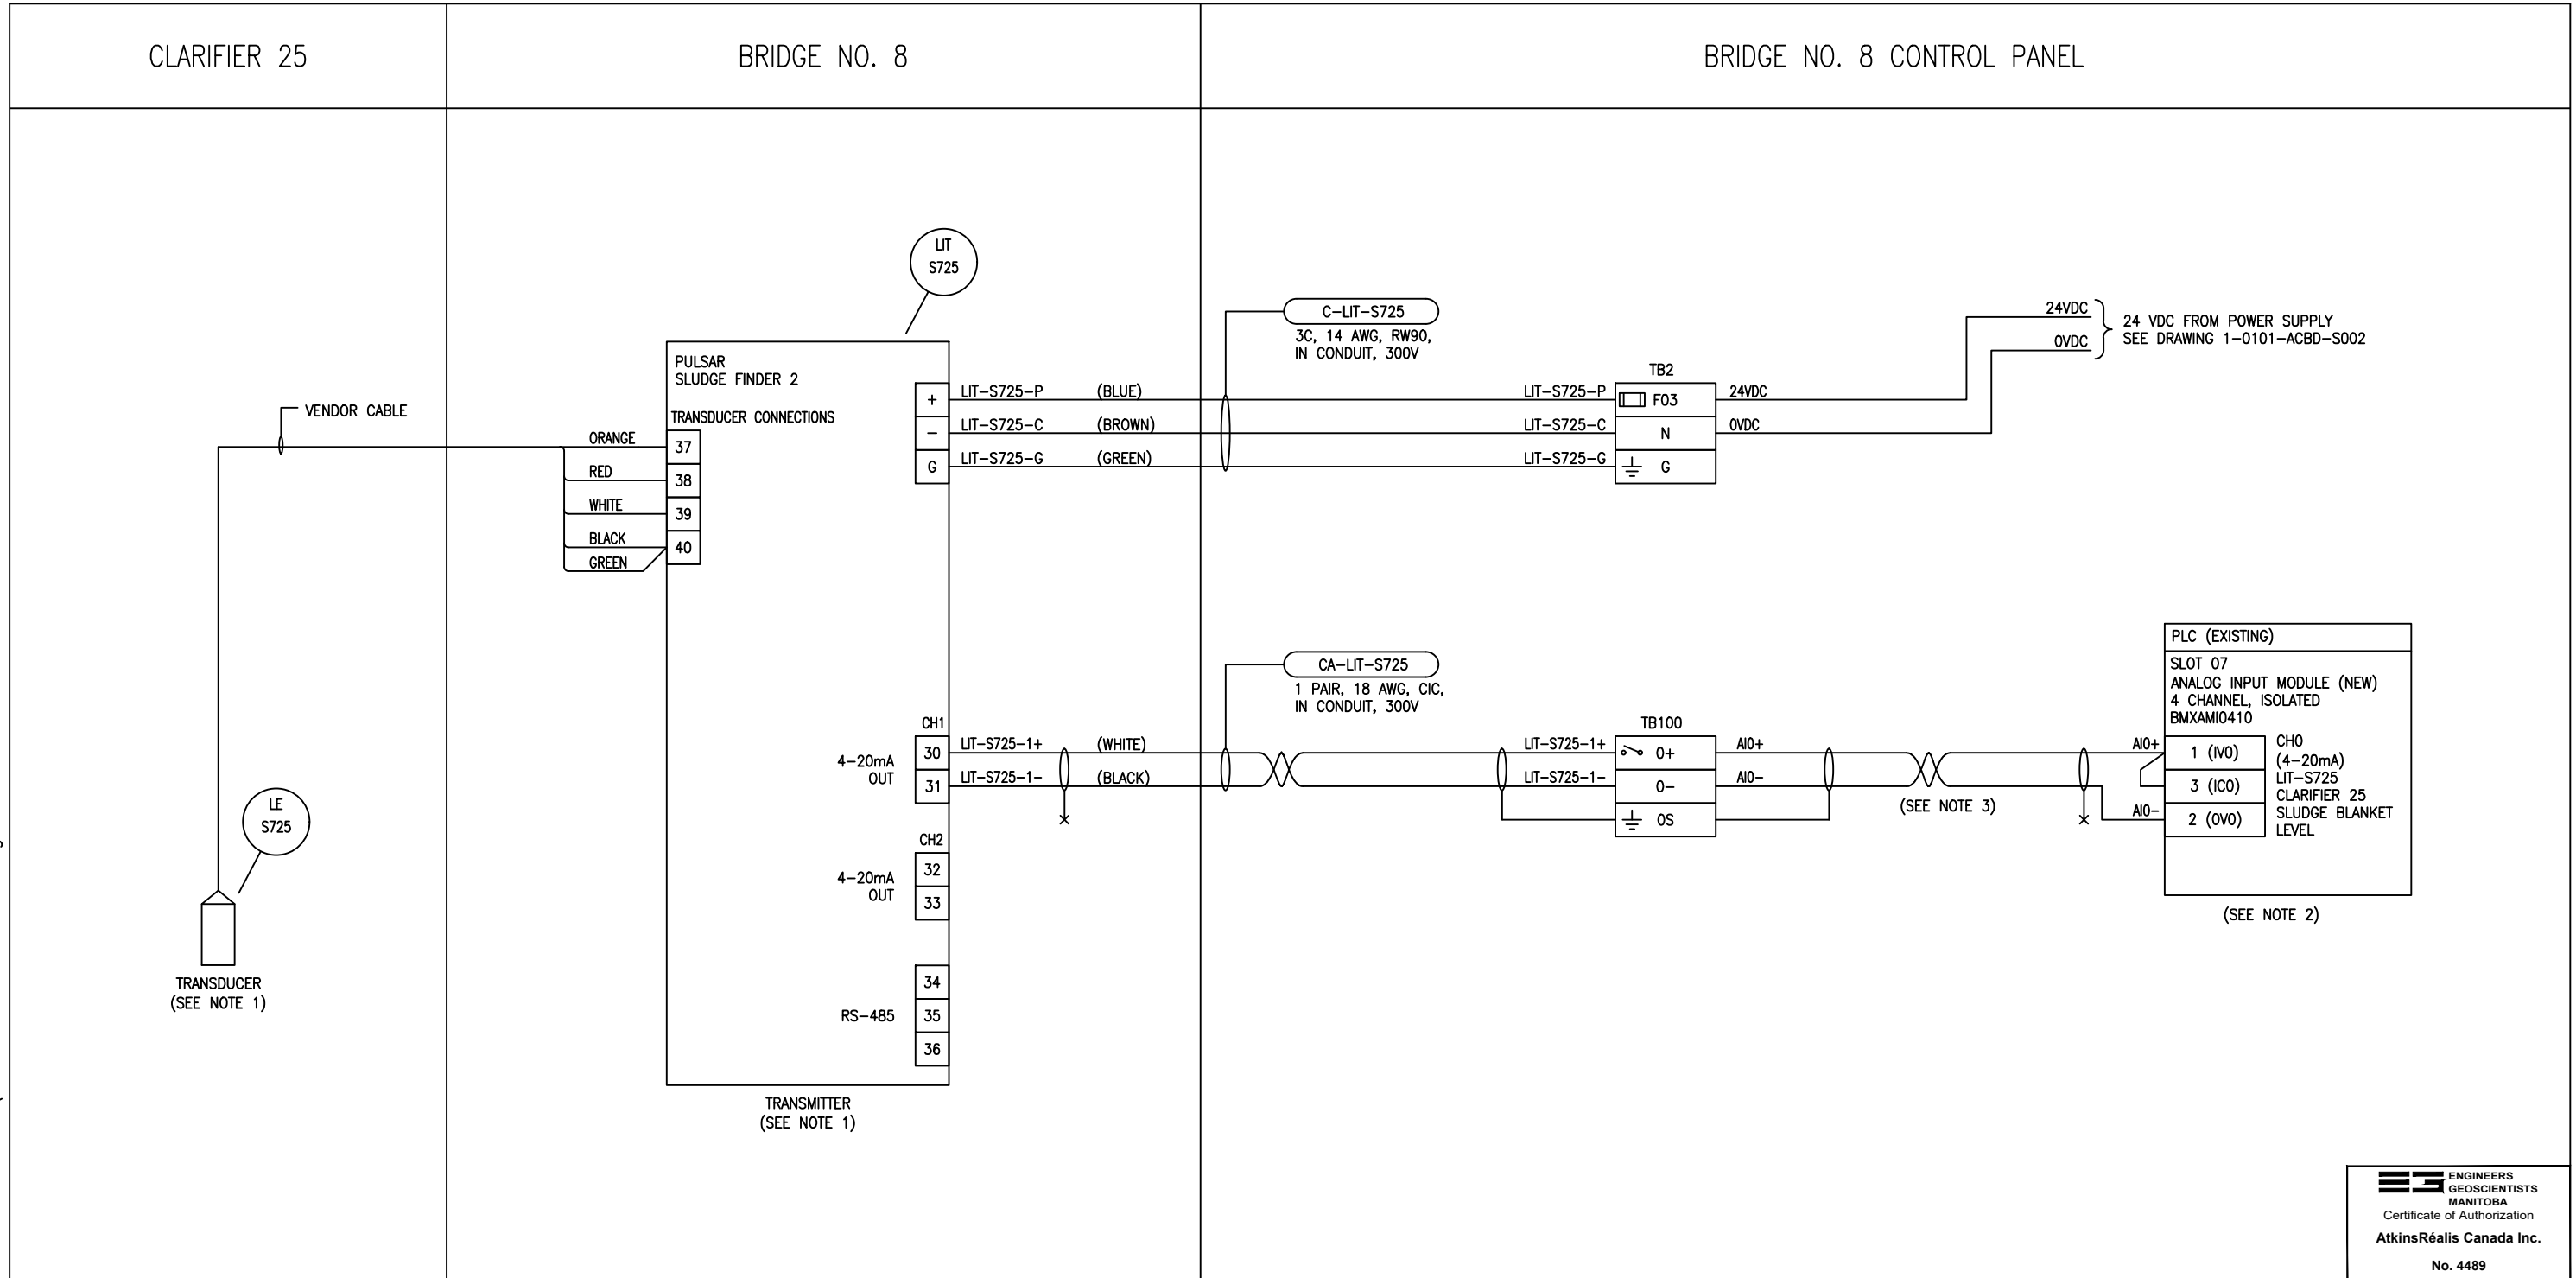 CLARIFIER 25
BRIDGE NO. 8
BRIDGE NO. 8 CONTROL PANEL
LIT
S725
C-LIT-S725
3C, 14 AWG, RW90,
IN CONDUIT, 300V
24VDC
0VDC
24 VDC FROM POWER SUPPLY
SEE DRAWING 1-0101-ACBD-S002
PULSAR
SLUDGE FINDER 2
TRANSDUCER CONNECTIONS
VENDOR CABLE
ORANGE
RED
WHITE
BLACK
GREEN
37
38
39
40
+
-
G
LIT-S725-P (BLUE)
LIT-S725-C (BROWN)
LIT-S725-G (GREEN)
TB2
LIT-S725-P F03 24VDC
LIT-S725-C N 0VDC
LIT-S725-G G
PLC (EXISTING)
SLOT 07
ANALOG INPUT MODULE (NEW)
4 CHANNEL, ISOLATED
BMXAMI0410
CA-LIT-S725
1 PAIR, 18 AWG, CIC,
IN CONDUIT, 300V
CH1
4-20mA
OUT
30
31
LIT-S725-1+ (WHITE)
LIT-S725-1- (BLACK)
TB100
LIT-S725-1+ 0+ AI0+
LIT-S725-1- 0- AI0-
0S
(SEE NOTE 3)
AI0+ 1 (IV0)
3 (IC0)
AI0- 2 (0V0)
CH0
(4-20mA)
LIT-S725
CLARIFIER 25
SLUDGE BLANKET
LEVEL
(SEE NOTE 2)
CH2
4-20mA
OUT
32
33
RS-485
34
35
36
TRANSMITTER
(SEE NOTE 1)
LE
S725
TRANSDUCER
(SEE NOTE 1)
ENGINEERS
GEOSCIENTISTS
MANITOBA
Certificate of Authorization
AtkinsRéalis Canada Inc.
No. 4489